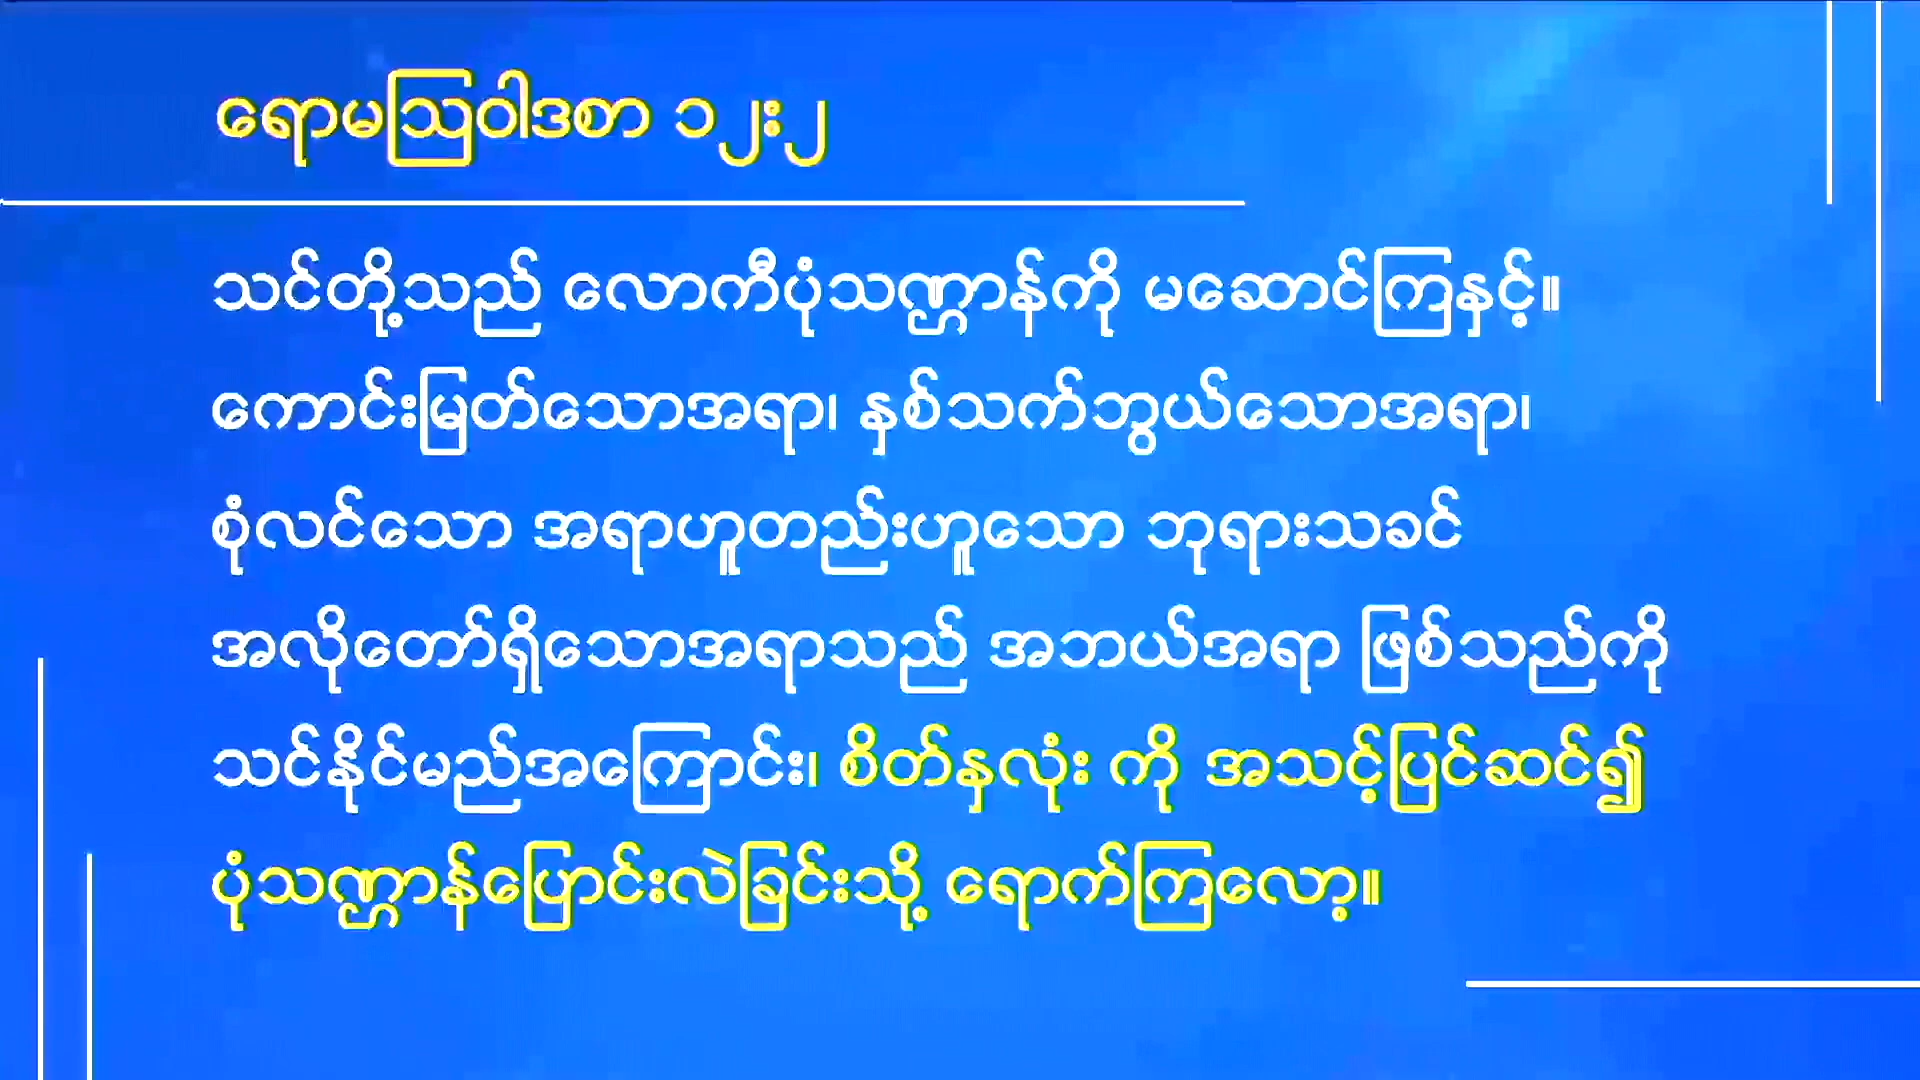 ရောမဩဝါဒစာ ၁၂း၂
သင်တို့သည် လောကီပုံသဏ္ဌာန်ကို မဆောင်ကြနှင့်။
ကောင်းမြတ်သောအရာ၊ နှစ်သက်ဘွယ်သောအရာ၊
စုံလင်သော အရာဟူတည်းဟူသော ဘုရားသခင်
အလိုတော်ရှိသောအရာသည် အဘယ်အရာ ဖြစ်သည်ကို
သင်နိုင်မည်အကြောင်း၊ စိတ်နှလုံး ကို အသင့်ပြင်ဆင်၍
ပုံသဏ္ဌာန်ပြောင်းလဲခြင်းသို့ ရောက်ကြလော့။